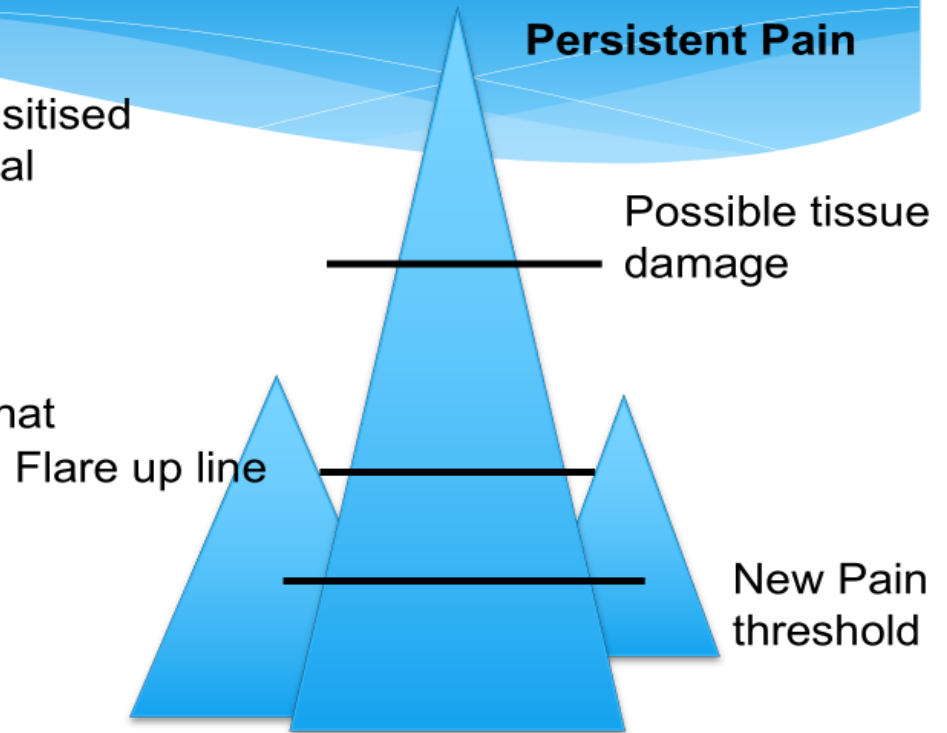 Persistent Pain
sitised
al
Possible tissue
damage
hat
Flare up line
New Pain
threshold